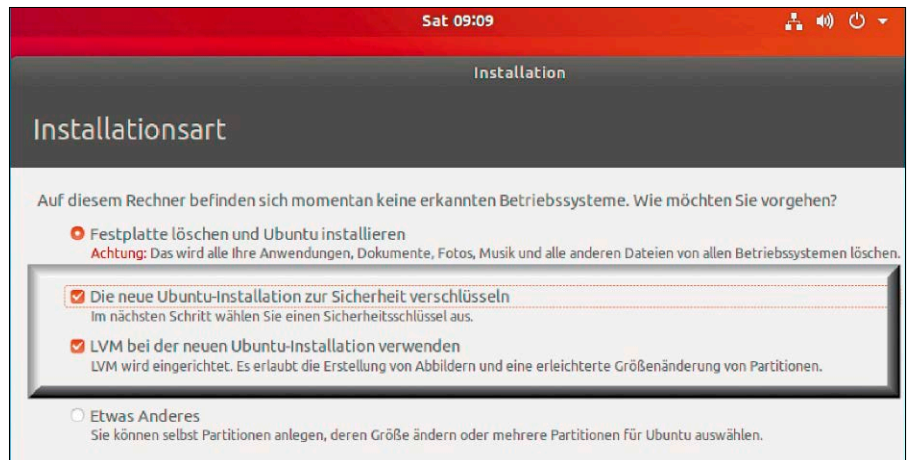 Sat 09:09
Installation
Installationsart
Auf diesem Rechner befinden sich momentan keine erkannten Betriebssysteme. Wie möchten Sie vorgehen?
Festplatte löschen und Ubuntu installieren
Achtung: Das wird alle Ihre Anwendungen, Dokumente, Fotos, Musik und alle anderen Dateien von allen Betriebssystemen löschen.
Die neue Ubuntu-Installation zur Sicherheit verschlüsseln
Im nächsten Schritt wählen Sie einen Sicherheitsschlüssel aus.
LVM bei der neuen Ubuntu-Installation verwenden
LVM wird eingerichtet. Es erlaubt die Erstellung von Abbildern und eine erleichterte Größenänderung von Partitionen.
Etwas Anderes
Sie können selbst Partitionen anlegen, deren Größe ändern oder mehrere Partitionen für Ubuntu auswählen.